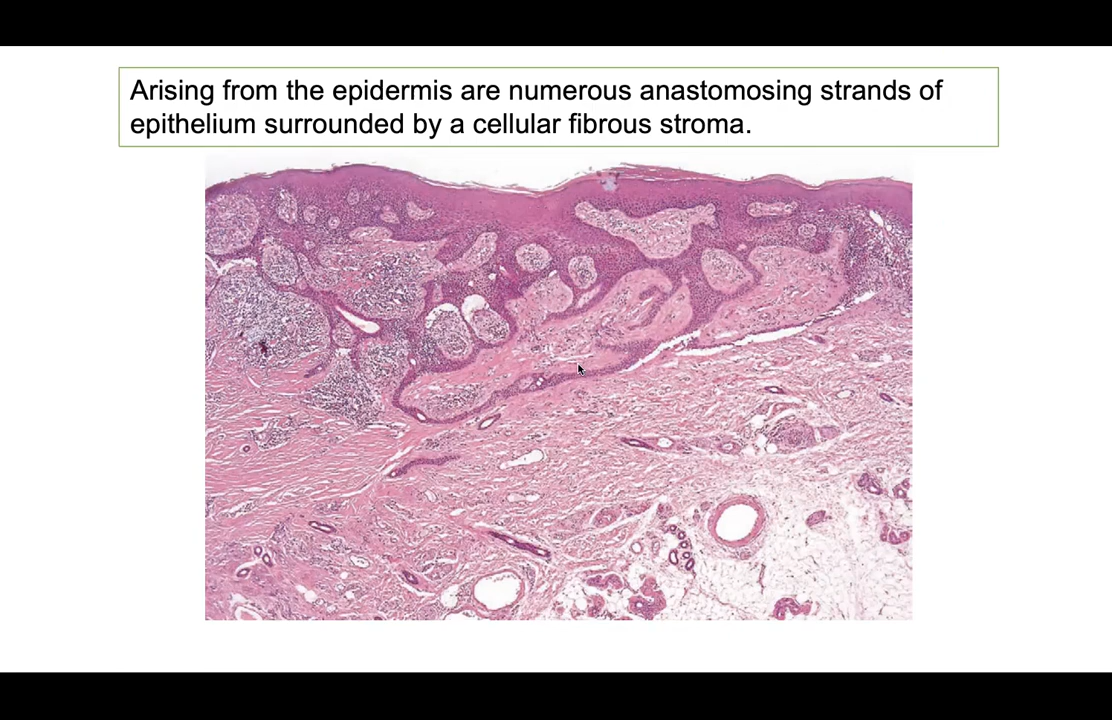 Arising from the epidermis are numerous anastomosing strands of
epithelium surrounded by a cellular fibrous stroma.